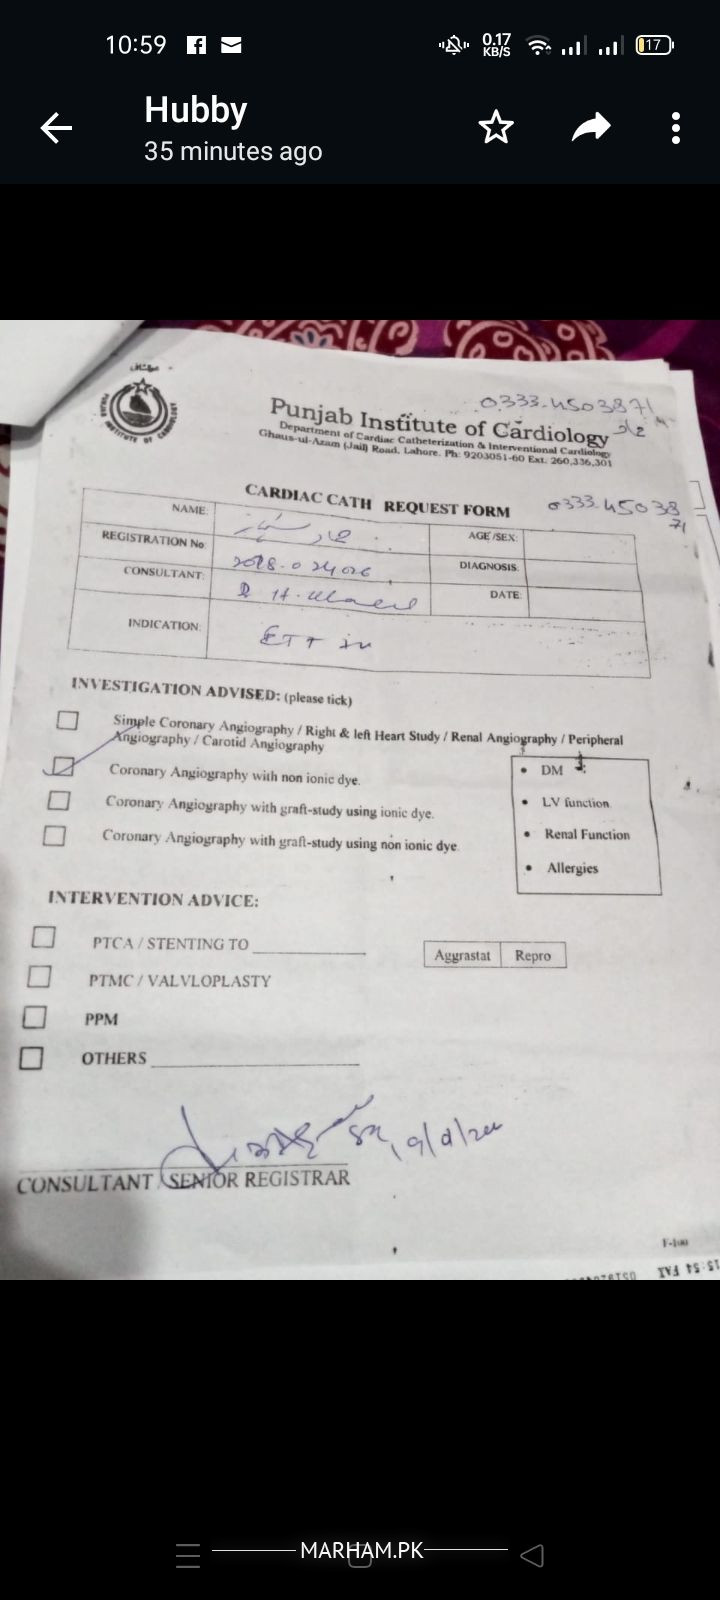 10:59
0.17
KB/S
17
Hubby
35 minutes ago
0333-4503871
Punjab Institute of Cardiology
Department of Cardiac Catheterization & Interventional Cardiology
Ghaus-ul-Azam (Jail) Road, Lahore. Ph: 9203051-60 Ext. 260,336,301
PUNJAB INSTITUTE OF CARDIOLOGY
CARDIAC CATH REQUEST FORM
0333-45038
71
NAME:
AGE/SEX:
REGISTRATION No
DIAGNOSIS:
CONSULTANT:
DATE:
INDICATION:
ETT
INVESTIGATION ADVISED: (please tick)
Simple Coronary Angiography / Right & left Heart Study / Renal Angiography / Peripheral
Angiography / Carotid Angiography
Coronary Angiography with non ionic dye.
Coronary Angiography with graft-study using ionic dye.
Coronary Angiography with graft-study using non ionic dye
• DM
• LV function
• Renal Function
• Allergies
INTERVENTION ADVICE:
PTCA / STENTING TO
Aggrastat Repro
PTMC / VALVLOPLASTY
PPM
OTHERS
CONSULTANT / SENIOR REGISTRAR
F-100
MARHAM.PK